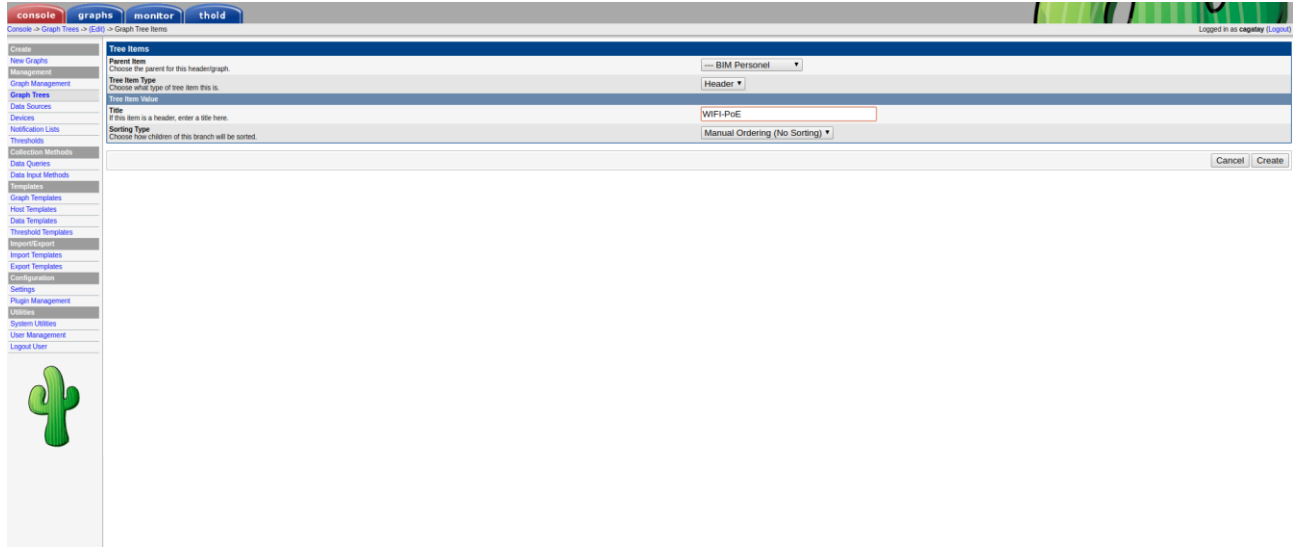 console graphs monitor thold
Console -> Graph Trees -> (Edit) -> Graph Tree Items
Logged in as cagatay (Logout)
Create
New Graphs
Management
Graph Management
Graph Trees
Data Sources
Devices
Notification Lists
Thresholds
Collection Methods
Data Queries
Data Input Methods
Templates
Graph Templates
Host Templates
Data Templates
Threshold Templates
Import/Export
Import Templates
Export Templates
Configuration
Settings
Plugin Management
Utilities
System Utilities
User Management
Logout User
Tree Items
Parent Item
Choose the parent for this header/graph.
--- BIM Personel
Tree Item Type
Choose what type of tree item this is.
Header
Tree Item Value
Title
If this item is a header, enter a title here.
WIFI-PoE
Sorting Type
Choose how children of this branch will be sorted.
Manual Ordering (No Sorting)
Cancel Create